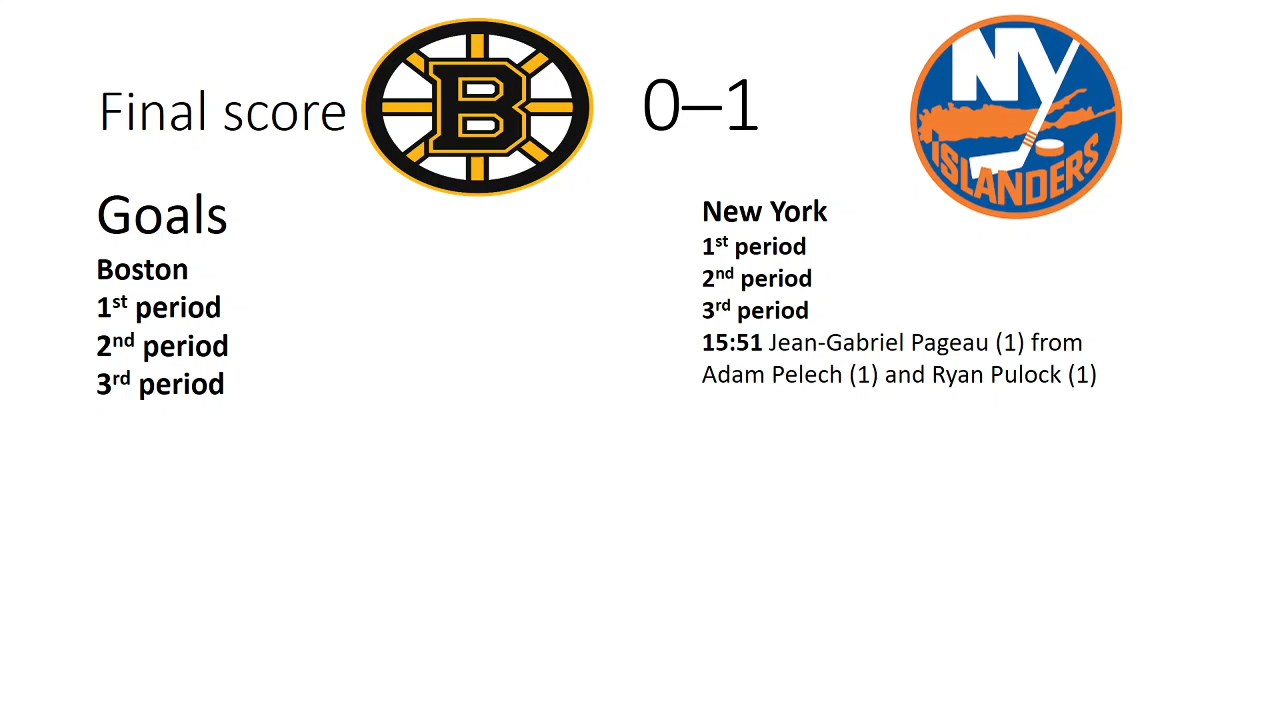 Final score
B
0–1
NY
ISLANDERS
Goals
Boston
1st period
2nd period
3rd period
New York
1st period
2nd period
3rd period
15:51 Jean-Gabriel Pageau (1) from
Adam Pelech (1) and Ryan Pulock (1)